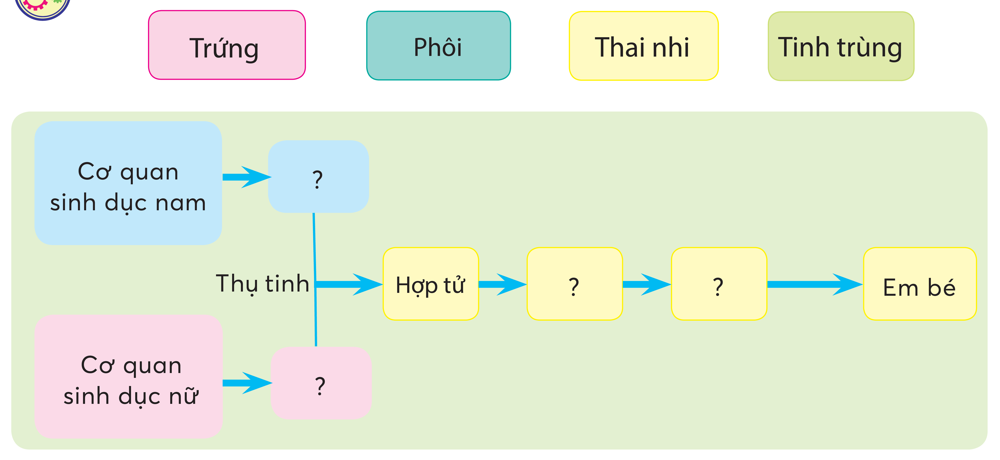 Trứng
Phôi
Thai nhi
Tinh trùng
Cơ quan
sinh dục nam
?
Thụ tinh
Hợp tử
?
?
Em bé
Cơ quan
sinh dục nữ
?